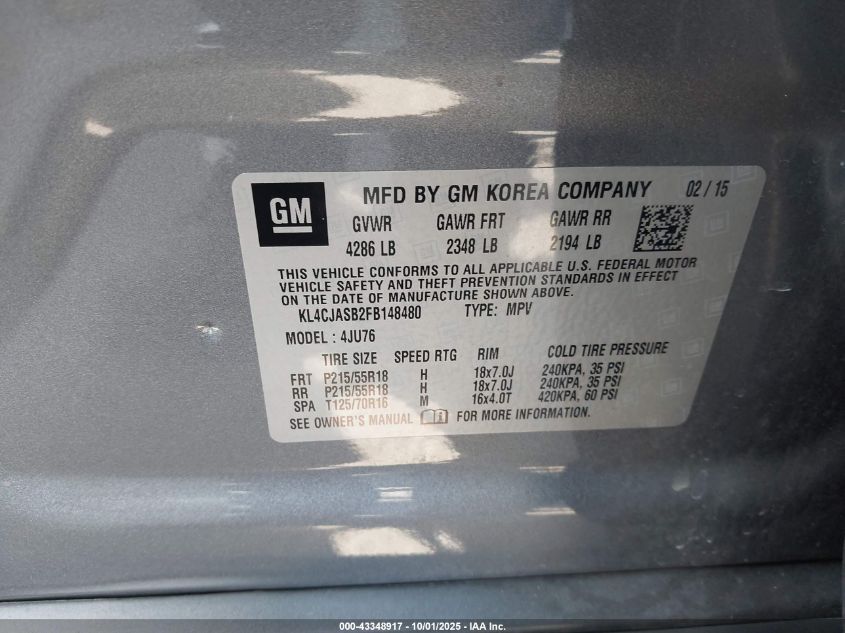 GM
MFD BY GM KOREA COMPANY 02 / 15
GVWR GAWR FRT GAWR RR
4286 LB 2348 LB 2194 LB
THIS VEHICLE CONFORMS TO ALL APPLICABLE U.S. FEDERAL MOTOR
VEHICLE SAFETY AND THEFT PREVENTION STANDARDS IN EFFECT
ON THE DATE OF MANUFACTURE SHOWN ABOVE.
KL4CJASB2FB148480 TYPE: MPV
MODEL : 4JU76
TIRE SIZE SPEED RTG RIM COLD TIRE PRESSURE
FRT P215/55R18 H 18x7.0J 240KPA, 35 PSI
RR P215/55R18 H 18x7.0J 240KPA, 35 PSI
SPA T125/70R16 M 16x4.0T 420KPA, 60 PSI
SEE OWNER'S MANUAL FOR MORE INFORMATION.
000-43348917 - 10/01/2025 - IAA Inc.